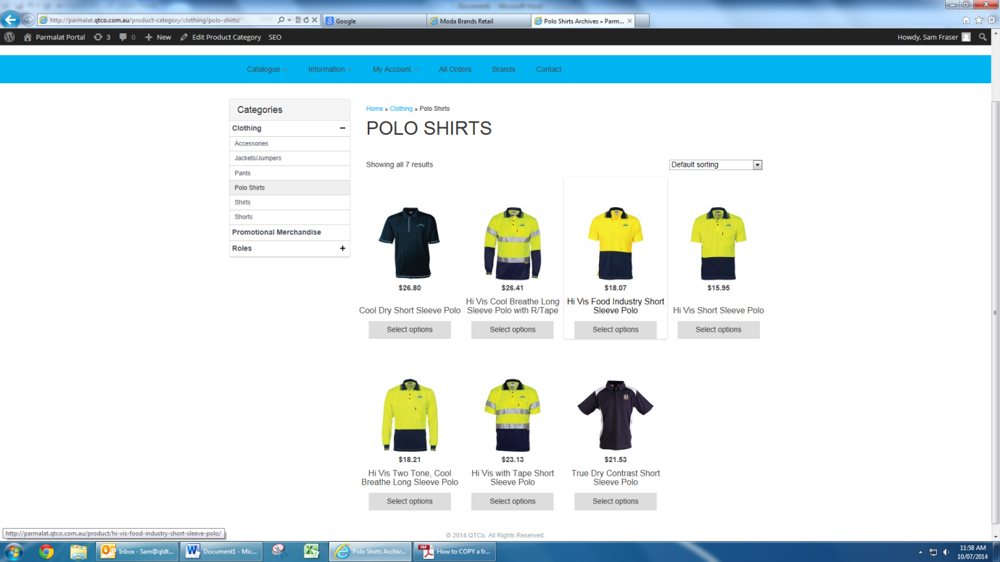 Document1 - Microsoft Word
http://parmalat.qtco.com.au/product-category/clothing/polo-shirts/
Google
Moda Brands Retail
Polo Shirts Archives » Parm...
Parmalat Portal
3
0
New
Edit Product Category
SEO
Howdy, Sam Fraser
Catalogue
Information
My Account
All Orders
Brands
Contact
Categories
Clothing
Accessories
Jackets/Jumpers
Pants
Polo Shirts
Shirts
Shorts
Promotional Merchandise
Roles
Home » Clothing » Polo Shirts
POLO SHIRTS
Showing all 7 results
Default sorting
$26.80
Cool Dry Short Sleeve Polo
Select options
$26.41
Hi Vis Cool Breathe Long
Sleeve Polo with R/Tape
Select options
$18.07
Hi Vis Food Industry Short
Sleeve Polo
Select options
$15.95
Hi Vis Short Sleeve Polo
Select options
$18.21
Hi Vis Two Tone, Cool
Breathe Long Sleeve Polo
Select options
$23.13
Hi Vis with Tape Short
Sleeve Polo
Select options
$21.53
True Dry Contrast Short
Sleeve Polo
Select options
© 2014 QTCo. All Rights Reserved.
http://parmalat.qtco.com.au/product/hi-vis-food-industry-short-sleeve-polo/
Inbox - Sam@qldt...
Document1 - Mic...
Polo Shirts Archiv...
How to COPY a fr...
11:58 AM
10/07/2014